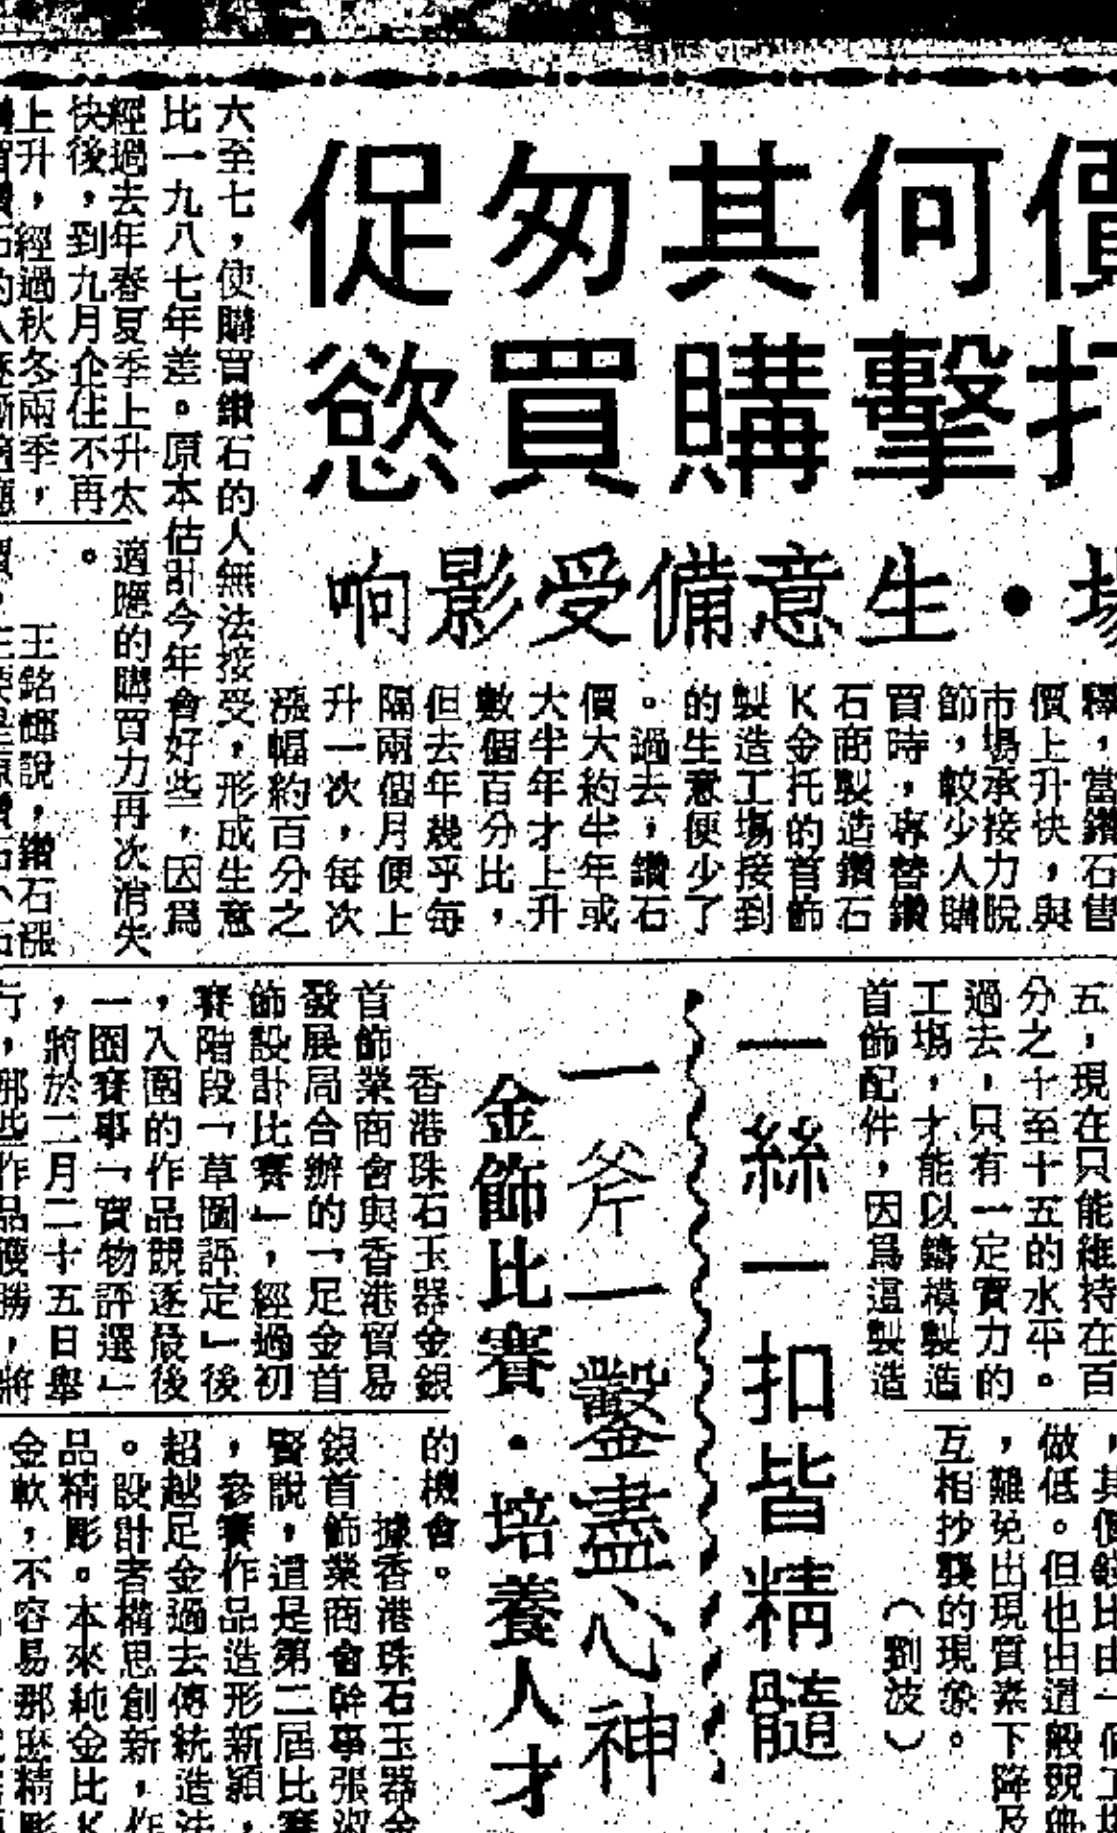 何其匆促
擊購買慾
・生意備受影响
釋，當鑽石售
價上升快，與
市場承接力脫
節，較少人購
買時，專替鑽
石商製造鑽石
K金托的首飾
製造工場接到
的生意便少了
。過去，鑽石
價大約半年或
大半年才上升
數個百分比，
但去年幾乎每
隔兩個月便上
升一次，每次
漲幅約百分之
六至七，使購買鑽石的人無法接受，形成生意
比一九八七年差。原本估計今年會好些，因爲
經過去年春夏季上升太
快後，到九月企住不再
上升，經過秋冬兩季，
適應的購買力再次消失
。
王銘輝說，鑽石漲
五，現在只能維持在百
分之十至十五的水平。
過去，只有一定實力的
工場，才能以鑄模製造
首飾配件，因爲這製造
做低。但也由這般競
，難免出現質素下降及
互相抄襲的現象。
（劉波）
一絲一扣皆精髓
一斧一鑿盡心神
金飾比賽・培養人才
香港珠石玉器金銀
首飾業商會與香港貿易
發展局合辦的「足金首
飾設計比賽」，經過初
賽階段「草圖評定」後
，入圍的作品競逐最後
一圈賽事「實物評選」
，將於二月二十五日舉
行，那些作品獲勝，將
的機會。
據香港珠石玉器金
銀首飾業商會幹事張淑
賢說，這是第二屆比賽
，參賽作品造形新穎，
超越足金過去傳統造法
。設計者構思創新，作
品精彫。本來純金比K
金軟，不容易那麽精彫